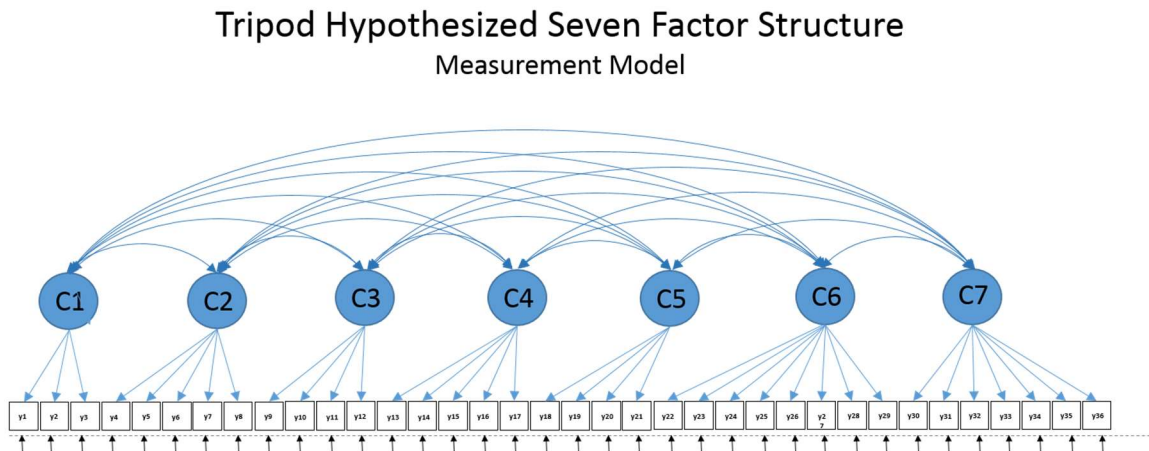 Tripod Hypothesized Seven Factor Structure
Measurement Model
C1 C2 C3 C4 C5 C6 C7
y1 y2 y3 y4 y5 y6 y7 y8 y9 y10 y11 y12 y13 y14 y15 y16 y17 y18 y19 y20 y21 y22 y23 y24 y25 y26 y27 y28 y29 y30 y31 y32 y33 y34 y35 y36